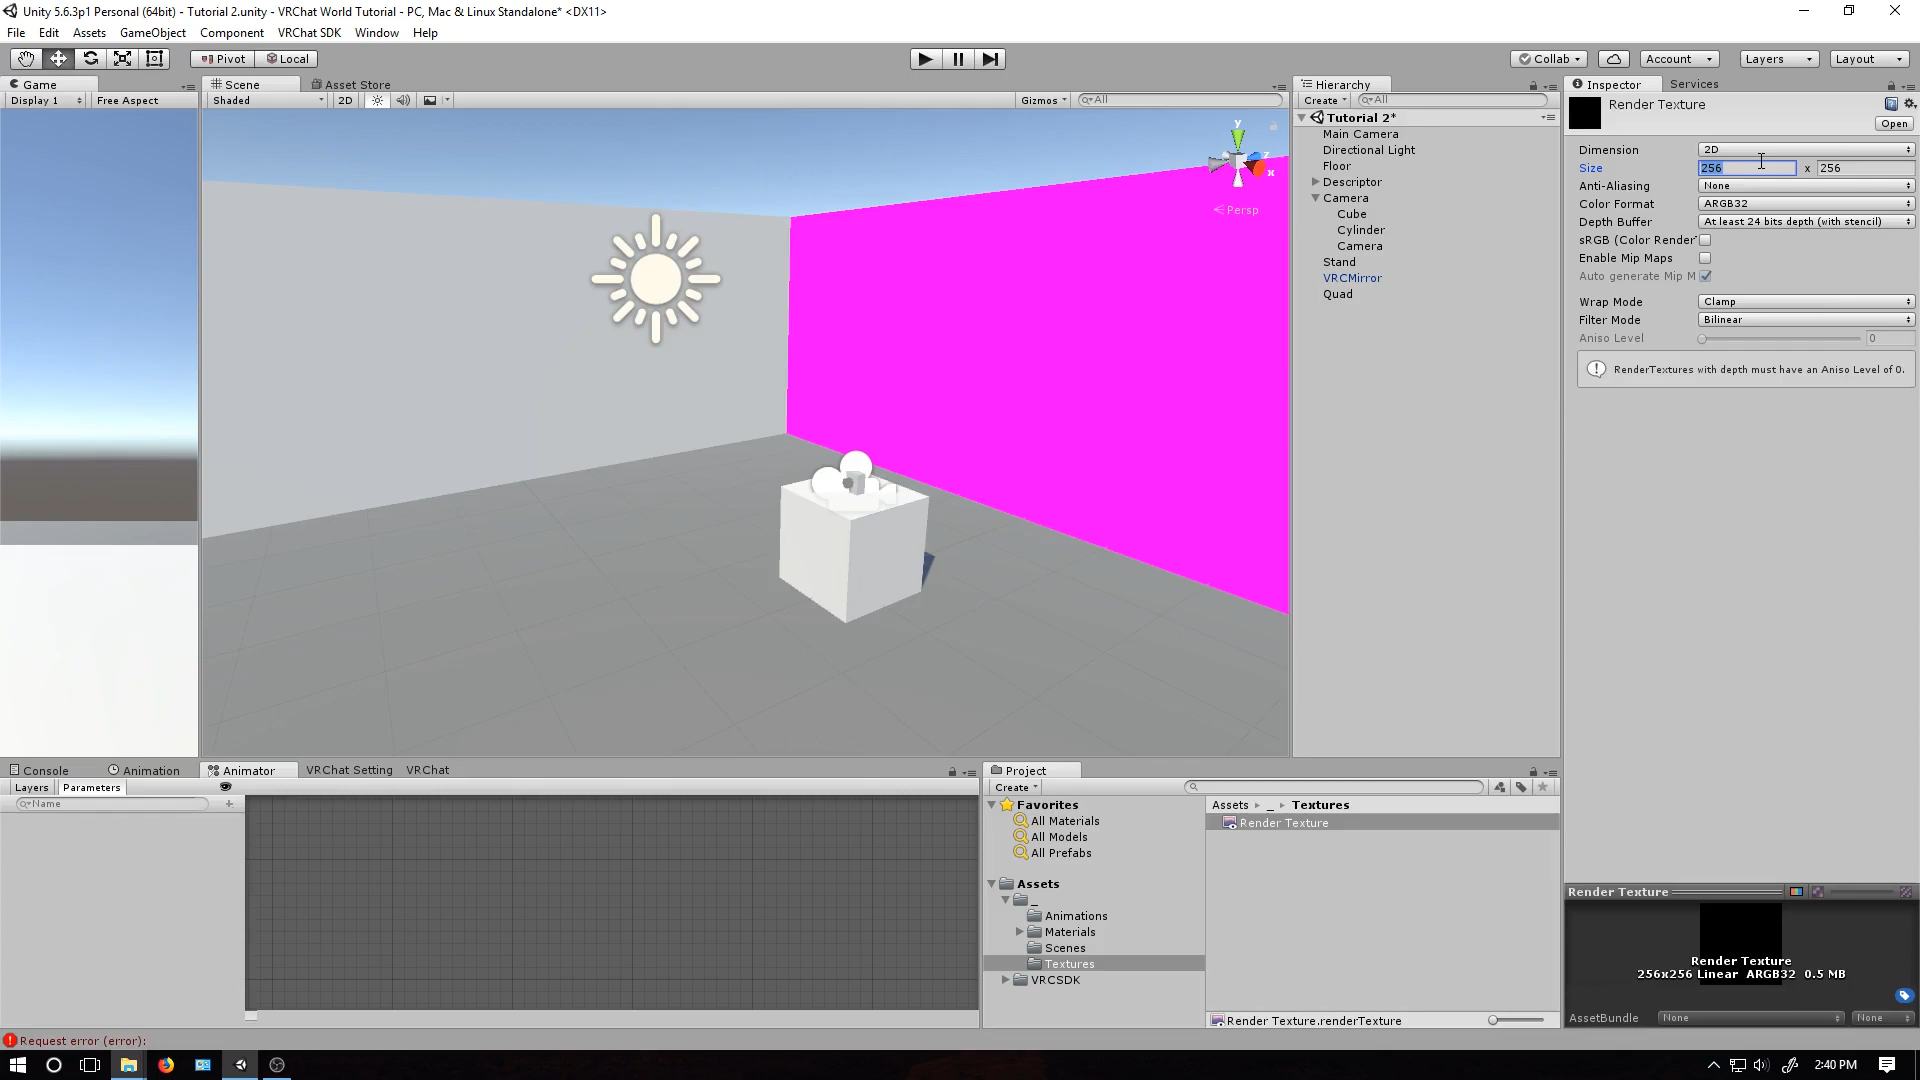 Unity 5.6.3p1 Personal (64bit) - Tutorial 2.unity - VRChat World Tutorial - PC, Mac & Linux Standalone* <DX11>
File Edit Assets GameObject Component VRChat SDK Window Help
Pivot Local Collab Account Layers Layout
Game Scene Asset Store Hierarchy Inspector Services
Display 1 Free Aspect Shaded 2D Gizmos All Create All
Render Texture
Open
Tutorial 2*
Main Camera
Directional Light
Floor
Descriptor
Camera
Cube
Cylinder
Camera
Stand
VRCMirror
Quad
y
z
x
Persp
Dimension 2D
Size 256 x 256
Anti-Aliasing None
Color Format ARGB32
Depth Buffer At least 24 bits depth (with stencil)
sRGB (Color Render
Enable Mip Maps
Auto generate Mip M
Wrap Mode Clamp
Filter Mode Bilinear
Aniso Level 0
RenderTextures with depth must have an Aniso Level of 0.
Console Animation Animator VRChat Setting VRChat
Layers Parameters
Name
Project
Create
Favorites
All Materials
All Models
All Prefabs
Assets
_
Animations
Materials
Scenes
Textures
VRCSDK
Assets _ Textures
Render Texture
Render Texture.renderTexture
Render Texture
Render Texture
256x256 Linear ARGB32 0.5 MB
AssetBundle None None
Request error (error):
2:40 PM